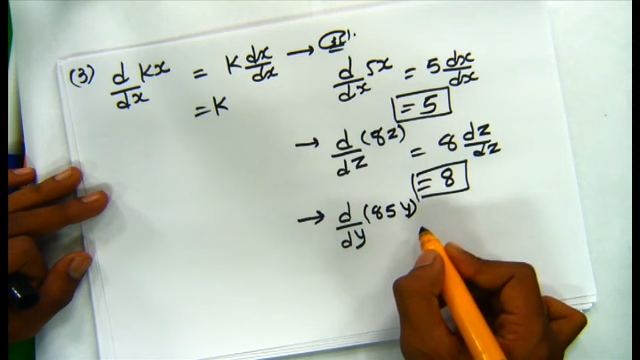 (3) d/dx kx = k dx/dx →
= k
d/dx 5x = 5 dx/dx
= 5
→ d/dz (8z) = 8 dz/dz
= 8
→ d/dy (85y)